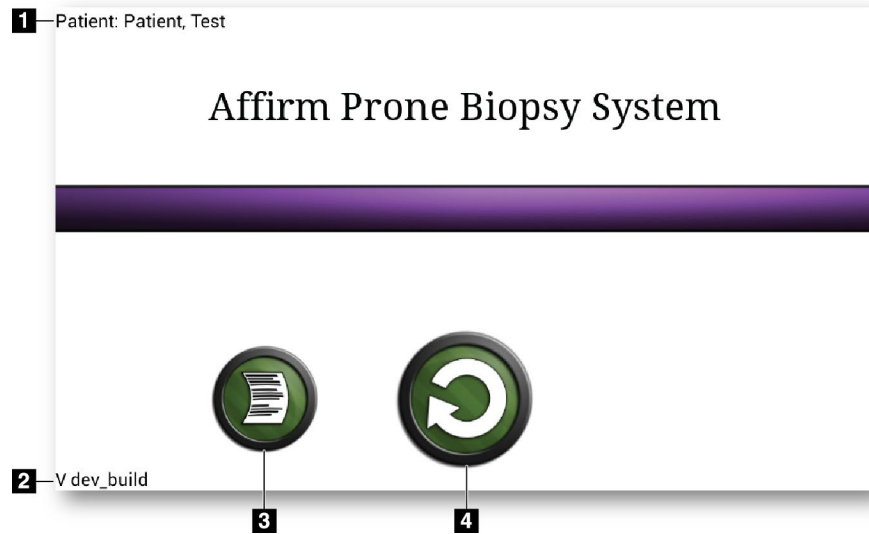 1 Patient: Patient, Test
Affirm Prone Biopsy System
2 V dev_build
3 4